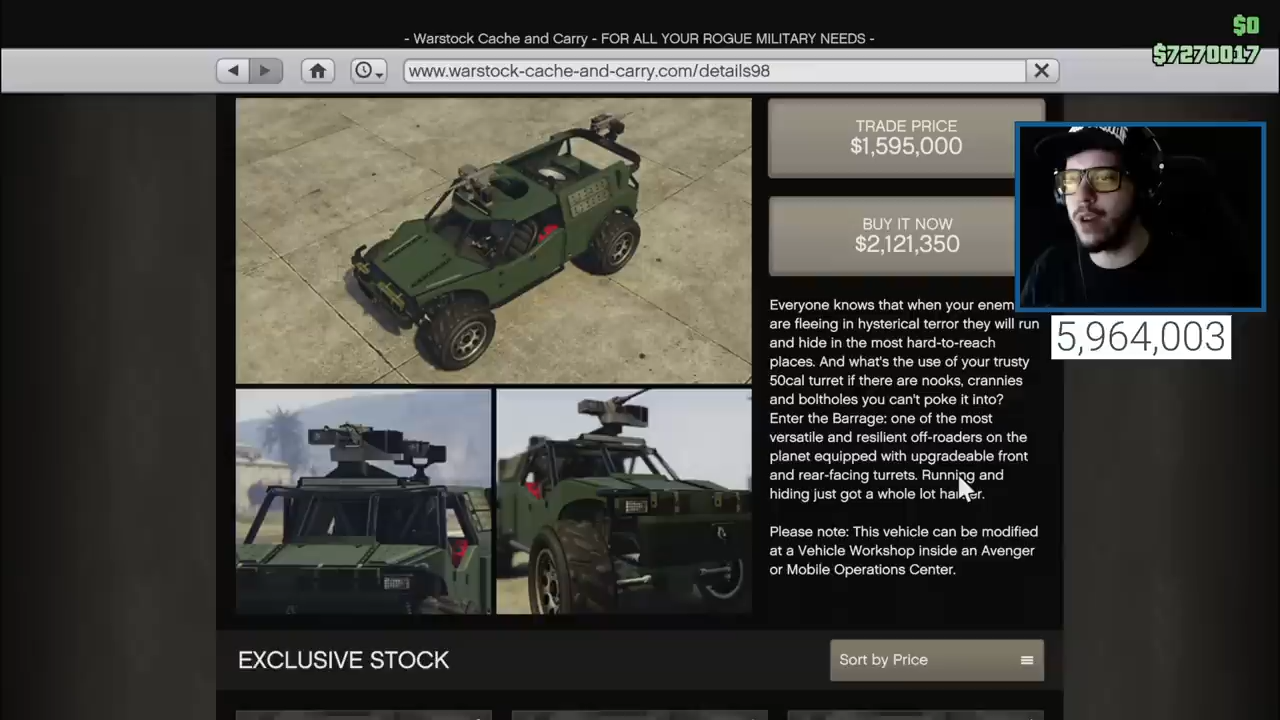 $0
- Warstock Cache and Carry - FOR ALL YOUR ROGUE MILITARY NEEDS -
$7270017
www.warstock-cache-and-carry.com/details98
TRADE PRICE
$1,595,000
BUY IT NOW
$2,121,350
Everyone knows that when your enem
are fleeing in hysterical terror they will run
and hide in the most hard-to-reach
places. And what's the use of your trusty
50cal turret if there are nooks, crannies
and boltholes you can't poke it into?
Enter the Barrage: one of the most
versatile and resilient off-roaders on the
planet equipped with upgradeable front
and rear-facing turrets. Running and
hiding just got a whole lot harder.
Please note: This vehicle can be modified
at a Vehicle Workshop inside an Avenger
or Mobile Operations Center.
5,964,003
EXCLUSIVE STOCK
Sort by Price